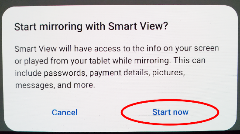 Start mirroring with Smart View?
Smart View will have access to the info on your screen
or played from your tablet while mirroring. This can
include passwords, payment details, pictures,
messages, and more.
Cancel
Start now